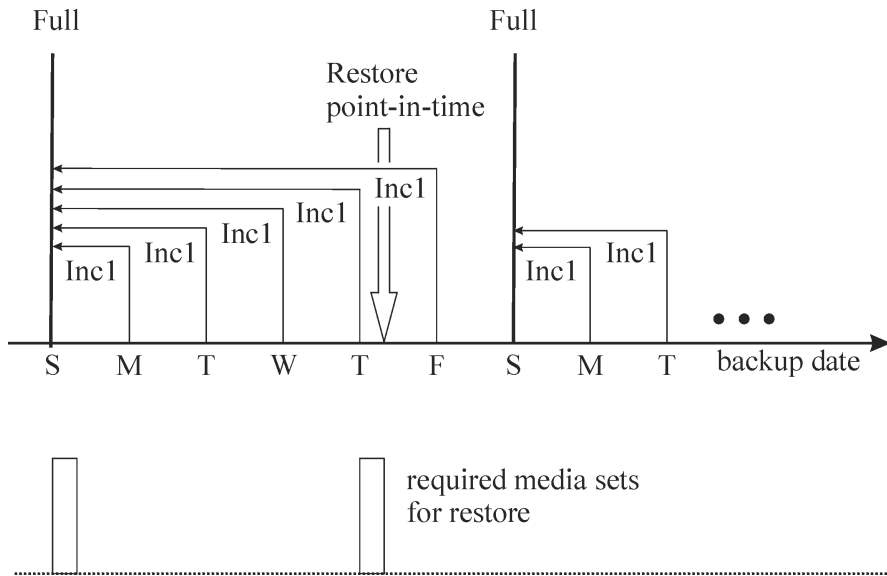 Full
Full
Restore
point-in-time
Inc1
Inc1
Inc1
Inc1
Inc1
Inc1
Inc1
S M T W T F S M T backup date
required media sets
for restore